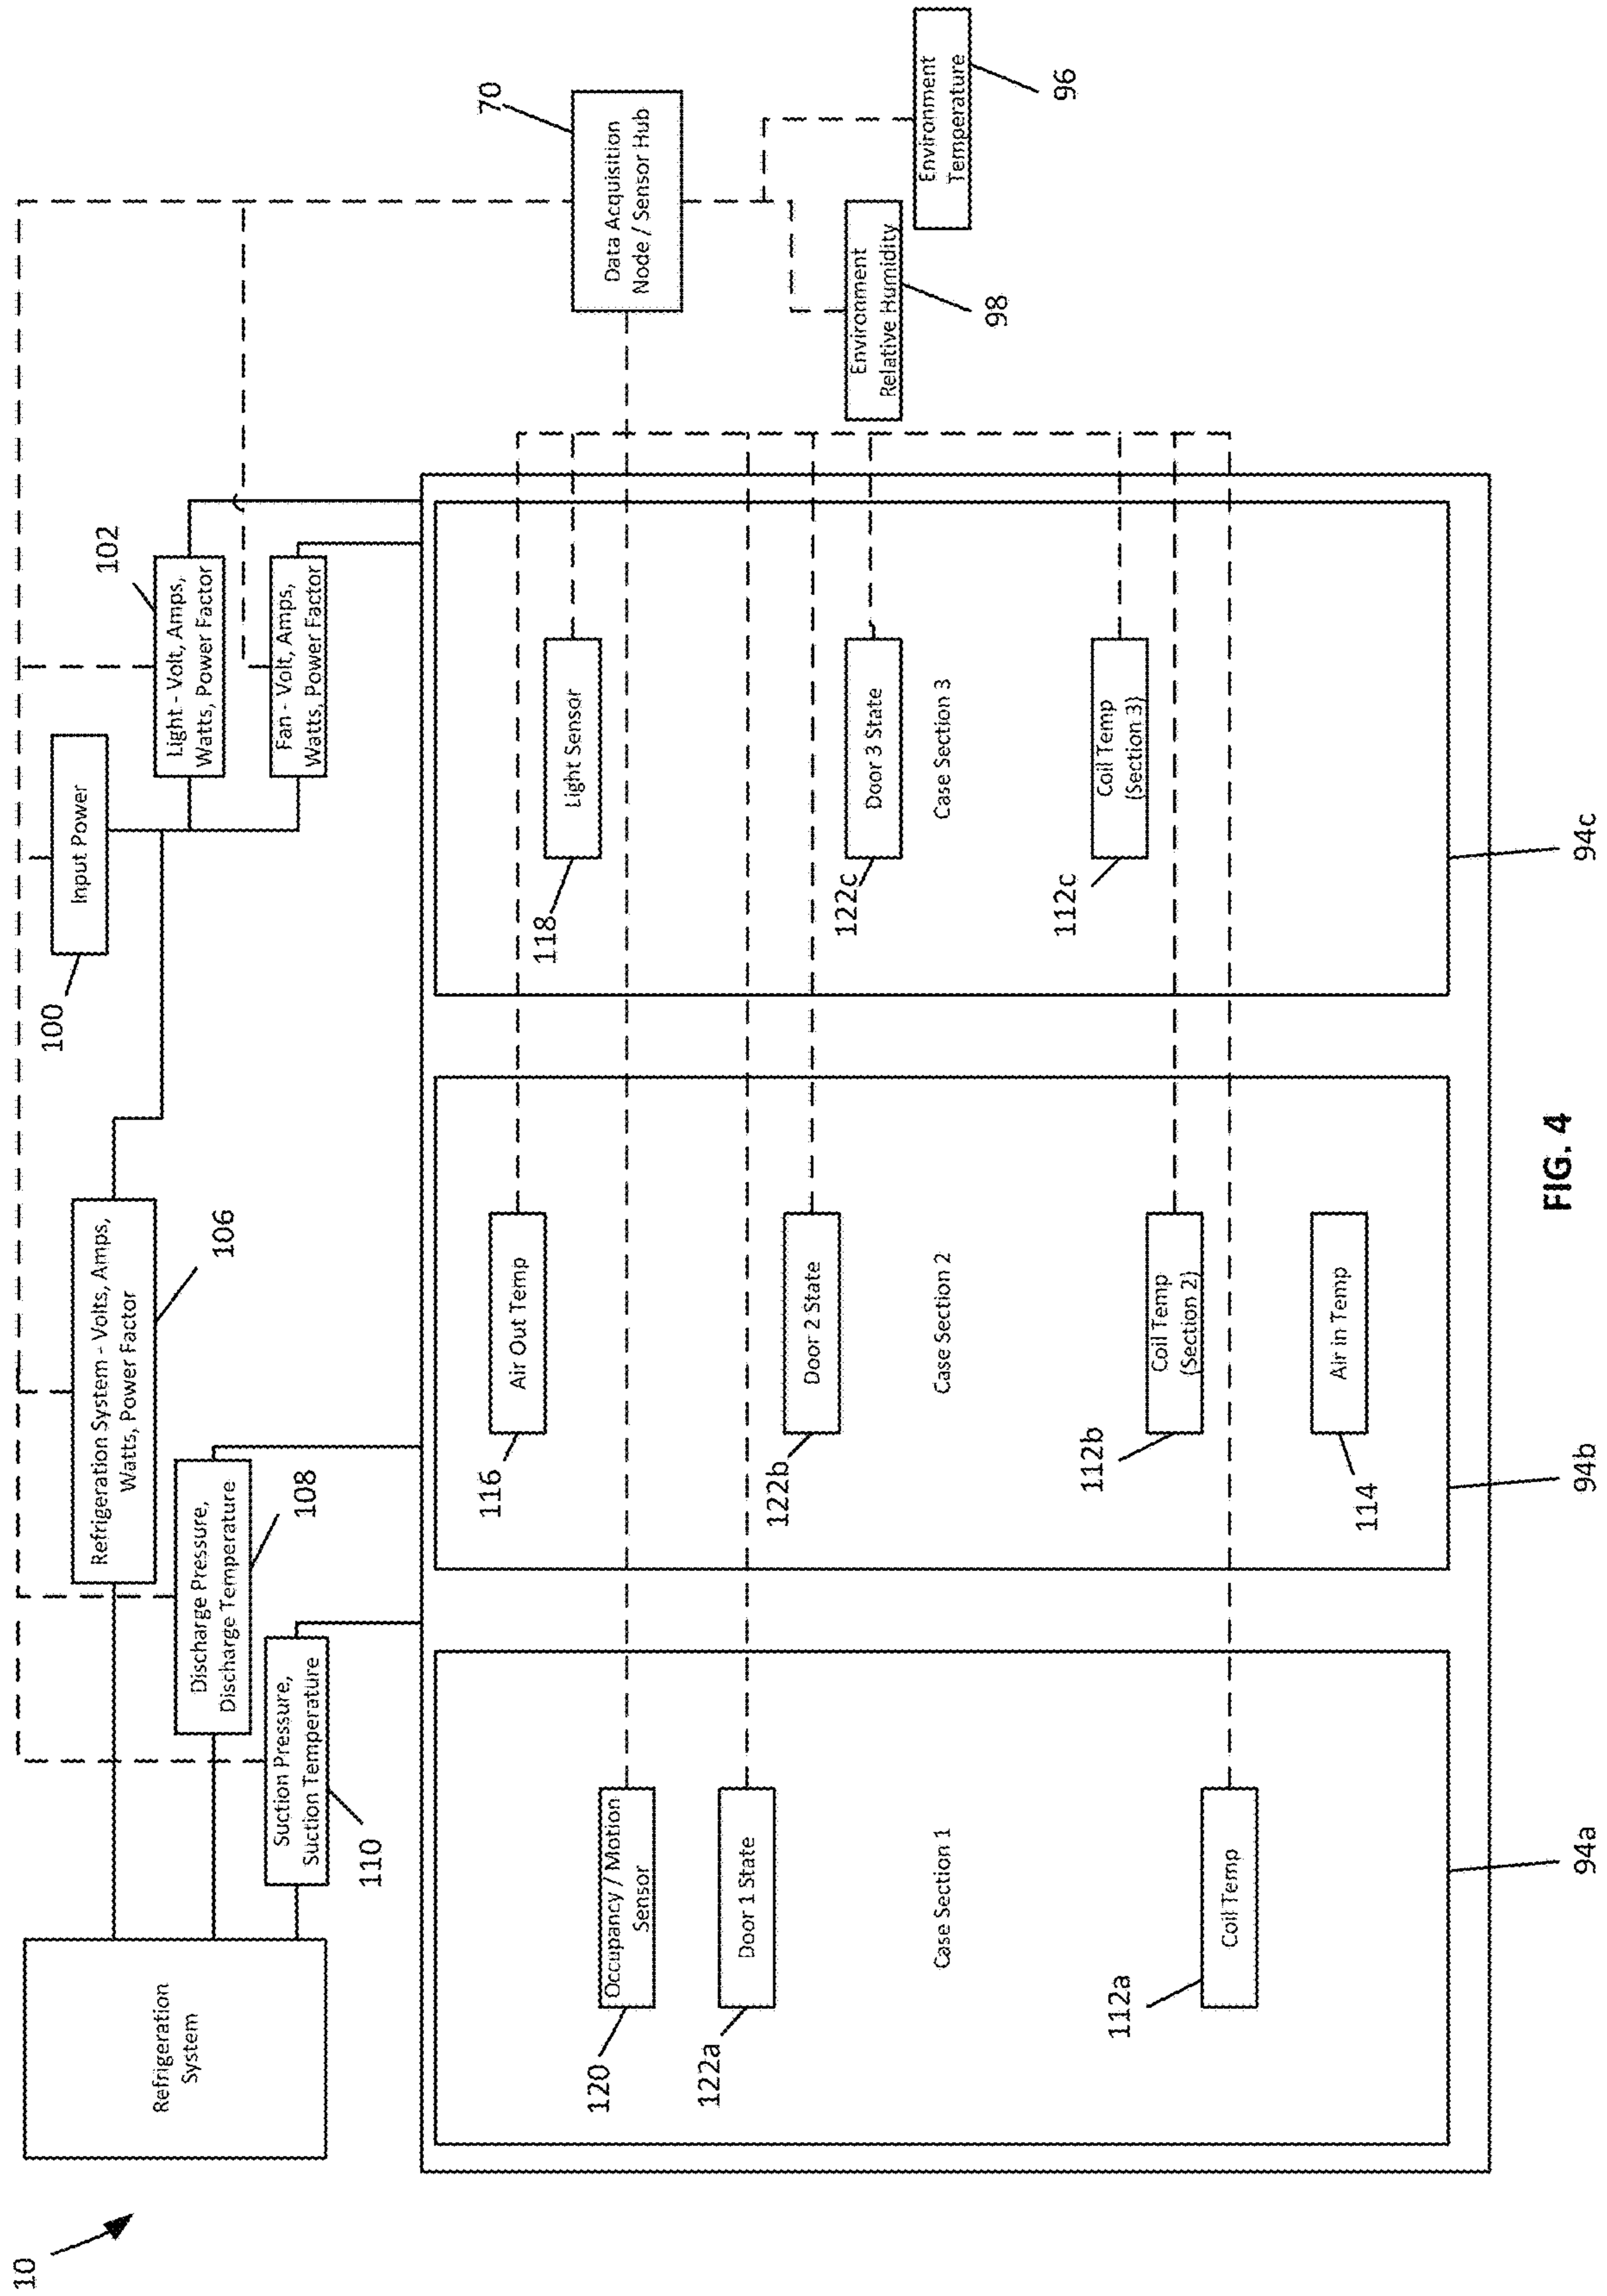 10
Refrigeration
System
Suction Pressure,
Suction Temperature
110
Discharge Pressure,
Discharge Temperature
108
Refrigeration System - Volts, Amps,
Watts, Power Factor
106
100
Input Power
102
Light - Volt, Amps,
Watts, Power Factor
Fan - Volt, Amps,
Watts, Power Factor
70
Data Acquisition
Node / Sensor Hub
Environment
Temperature
96
Environment
Relative Humidity
98
120
Occupancy / Motion
Sensor
122a
Door 1 State
Case Section 1
112a
Coil Temp
94a
116
Air Out Temp
122b
Door 2 State
Case Section 2
112b
Coil Temp
(Section 2)
114
Air in Temp
94b
118
Light Sensor
122c
Door 3 State
Case Section 3
112c
Coil Temp
(Section 3)
94c
FIG. 4